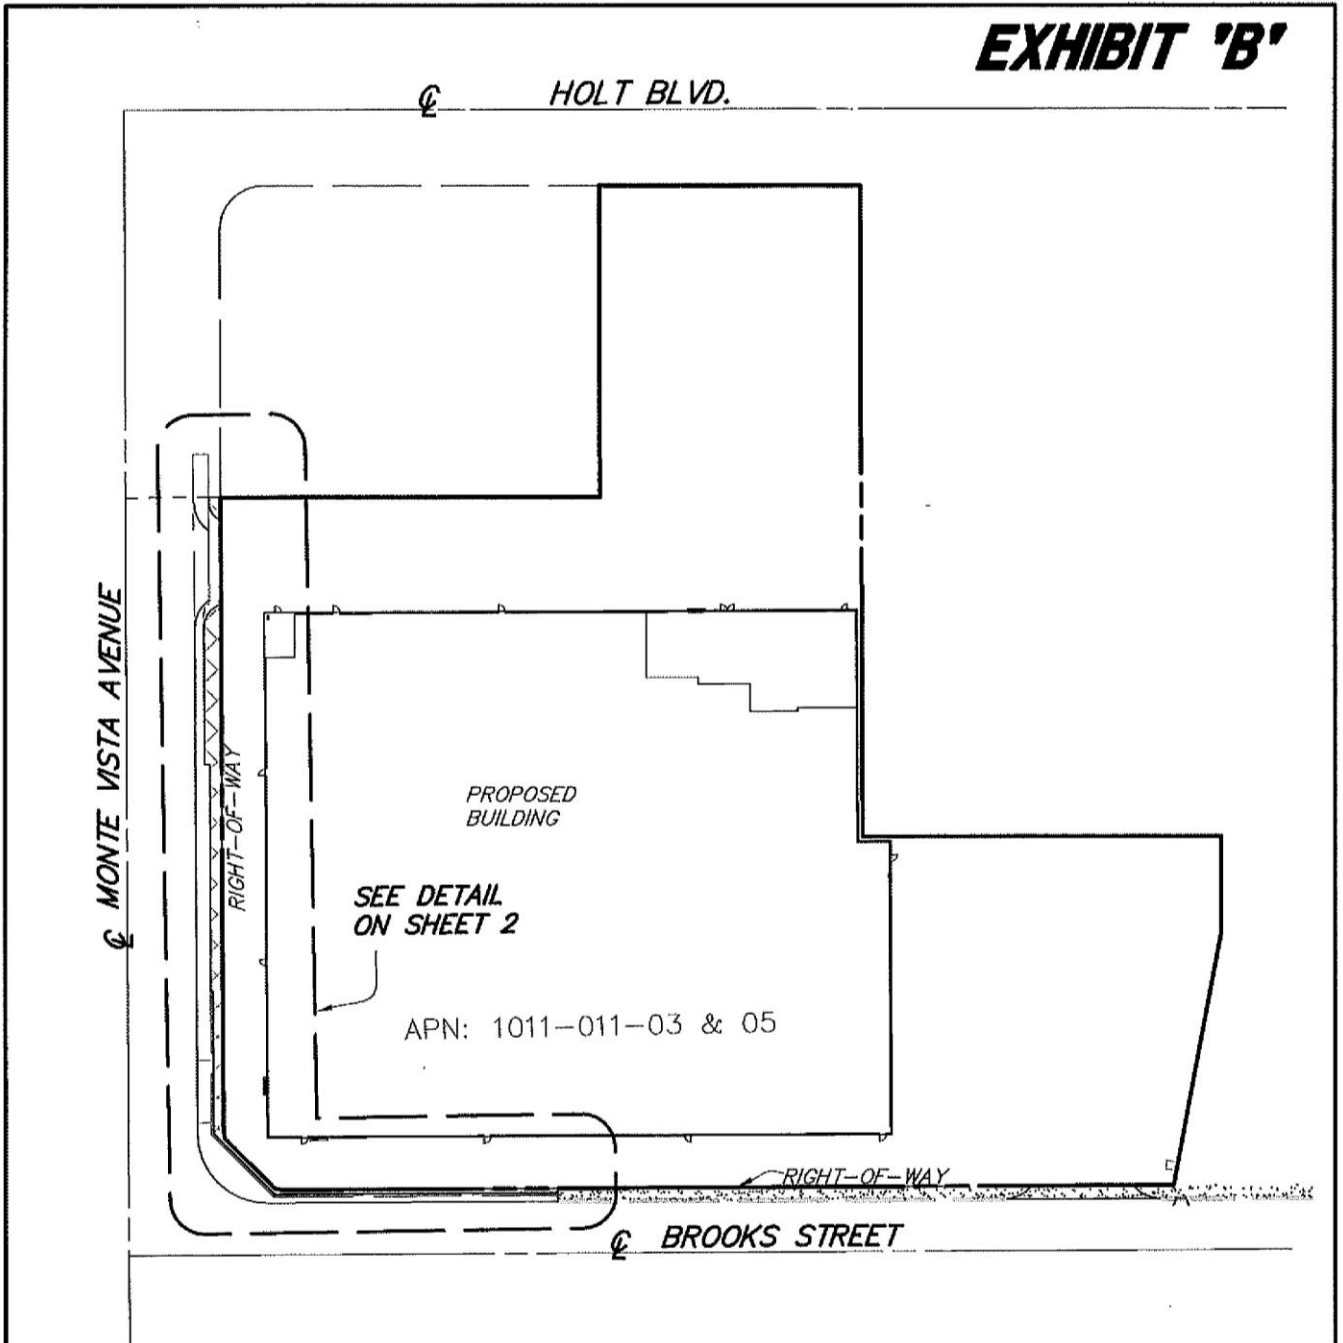 EXHIBIT "B"
℄ HOLT BLVD.
℄ MONTE VISTA AVENUE
RIGHT-OF-WAY
PROPOSED
BUILDING
SEE DETAIL
ON SHEET 2
APN: 1011-011-03 & 05
RIGHT-OF-WAY
℄ BROOKS STREET